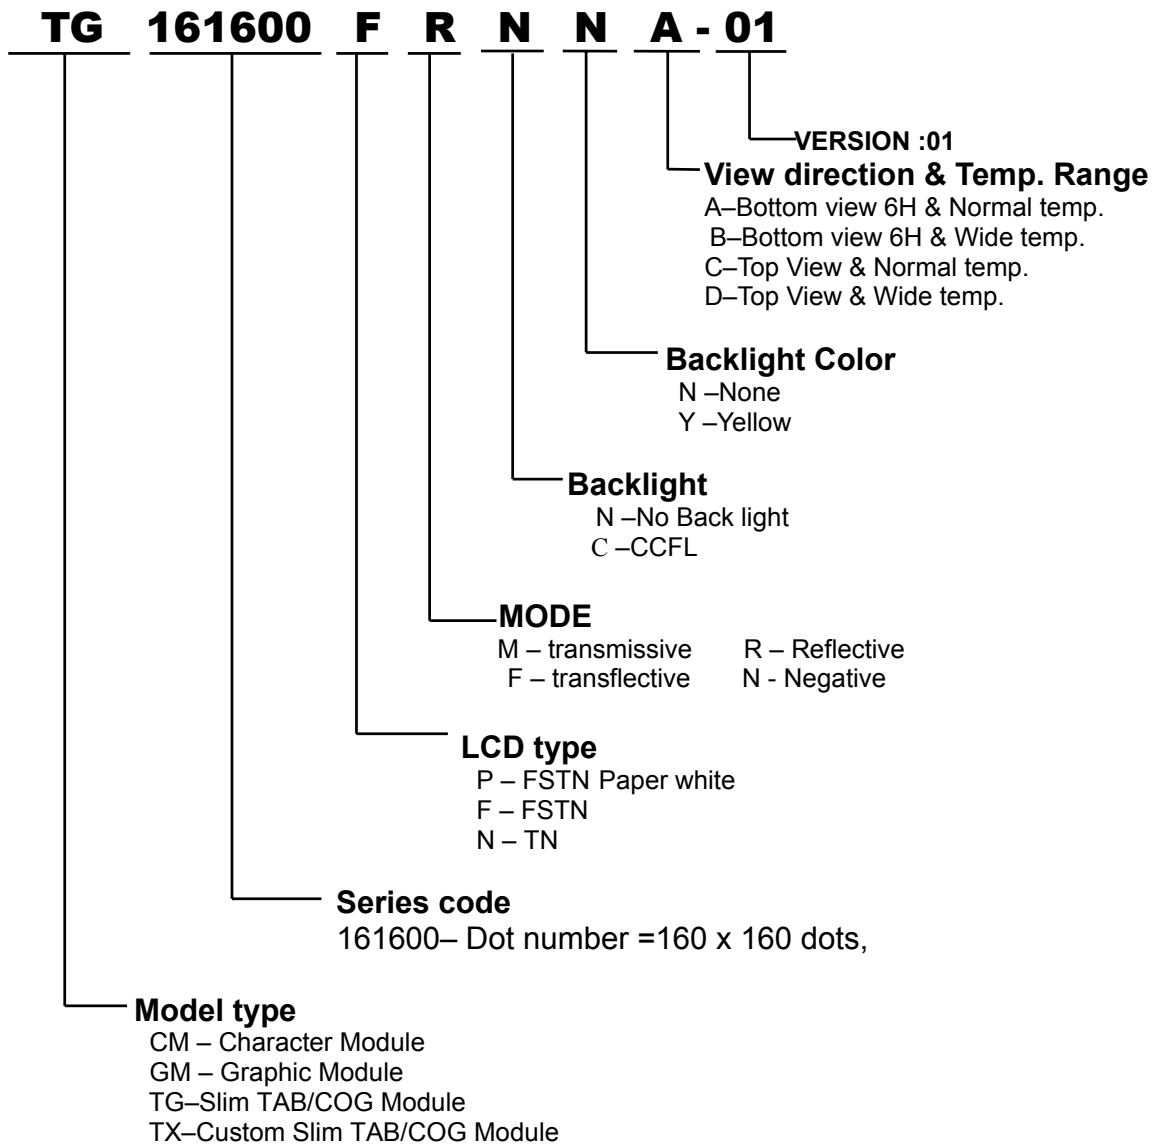 TG 161600 F R N N A - 01
VERSION :01
View direction & Temp. Range
A–Bottom view 6H & Normal temp.
B–Bottom view 6H & Wide temp.
C–Top View & Normal temp.
D–Top View & Wide temp.
Backlight Color
N –None
Y –Yellow
Backlight
N –No Back light
C –CCFL
MODE
M – transmissive R – Reflective
F – transflective N - Negative
LCD type
P – FSTN Paper white
F – FSTN
N – TN
Series code
161600– Dot number =160 x 160 dots,
Model type
CM – Character Module
GM – Graphic Module
TG–Slim TAB/COG Module
TX–Custom Slim TAB/COG Module